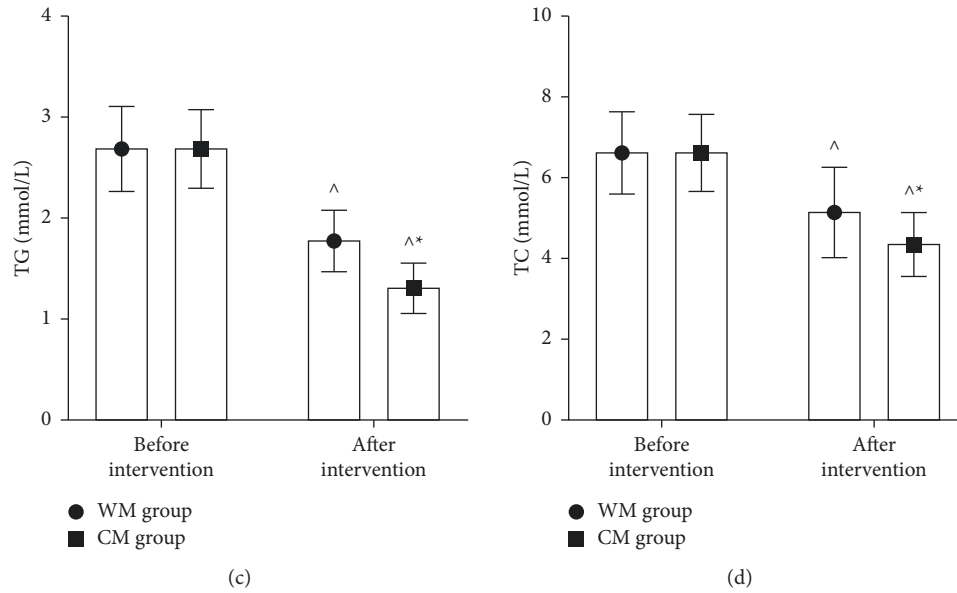 4
3
2
1
0
TG (mmol/L)
^
^*
Before
intervention
After
intervention
WM group
CM group
(c)
10
8
6
4
2
0
TC (mmol/L)
^
^*
Before
intervention
After
intervention
WM group
CM group
(d)